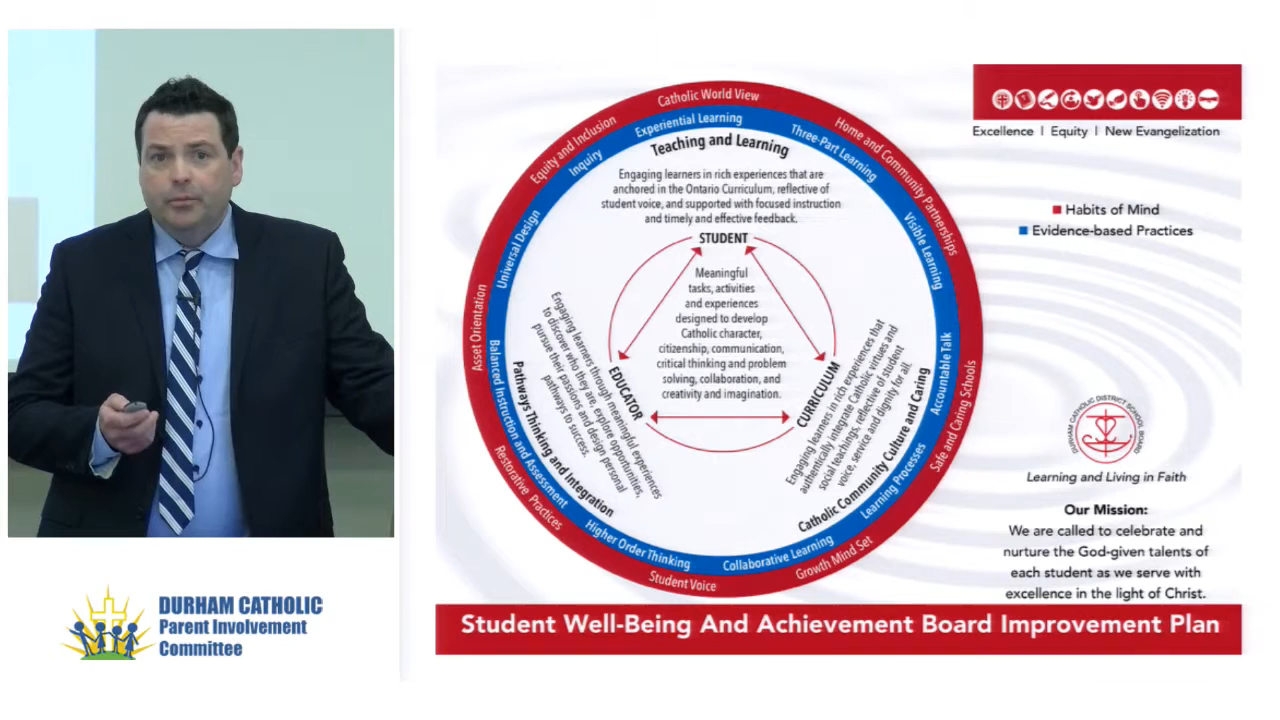 DURHAM CATHOLIC
Parent Involvement
Committee
Catholic World View
Home and Community Partnerships
Safe and Caring Schools
Growth Mind Set
Student Voice
Restorative Practices
Asset Orientation
Equity and Inclusion
Experiential Learning
Three-Part Learning
Visible Learning
Accountable Talk
Learning Processes
Collaborative Learning
Higher Order Thinking
Balanced Instruction and Assessment
Universal Design
Inquiry
Teaching and Learning
Engaging learners in rich experiences that are
anchored in the Ontario Curriculum, reflective of
student voice, and supported with focused instruction
and timely and effective feedback.
STUDENT
Meaningful
tasks, activities
and experiences
designed to develop
Catholic character,
citizenship, communication,
critical thinking and problem
solving, collaboration, and
creativity and imagination.
EDUCATOR
CURRICULUM
Engaging learners through meaningful experiences
to discover who they are, explore opportunities,
pursue their passions and design personal
pathways to success.
Pathways Thinking and Integration
Engaging learners in rich experiences that
authentically integrate Catholic virtues and
social teachings, reflective of student
voice, service and dignity for all.
Catholic Community Culture and Caring
Excellence | Equity | New Evangelization
Habits of Mind
Evidence-based Practices
DURHAM CATHOLIC DISTRICT SCHOOL BOARD
Learning and Living in Faith
Our Mission:
We are called to celebrate and
nurture the God-given talents of
each student as we serve with
excellence in the light of Christ.
Student Well-Being And Achievement Board Improvement Plan